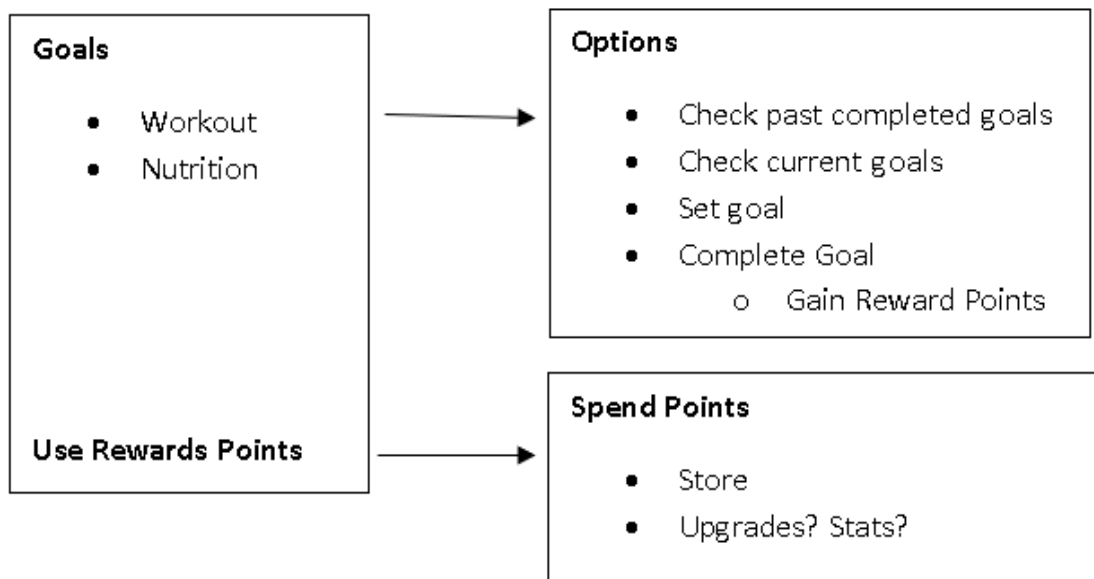 Goals
• Workout
• Nutrition
Use Rewards Points
Options
• Check past completed goals
• Check current goals
• Set goal
• Complete Goal
o Gain Reward Points
Spend Points
• Store
• Upgrades? Stats?